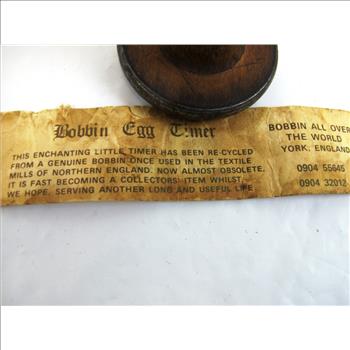 Bobbin Egg Timer
THIS ENCHANTING LITTLE TIMER HAS BEEN RE-CYCLED
FROM A GENUINE BOBBIN ONCE USED IN THE TEXTILE
MILLS OF NORTHERN ENGLAND. NOW ALMOST OBSOLETE,
IT IS FAST BECOMING A COLLECTORS' ITEM WHILST,
WE HOPE, SERVING ANOTHER LONG AND USEFUL LIFE.
BOBBIN ALL OVER
THE WORLD
YORK, ENGLAND
0904 55645
0904 32012